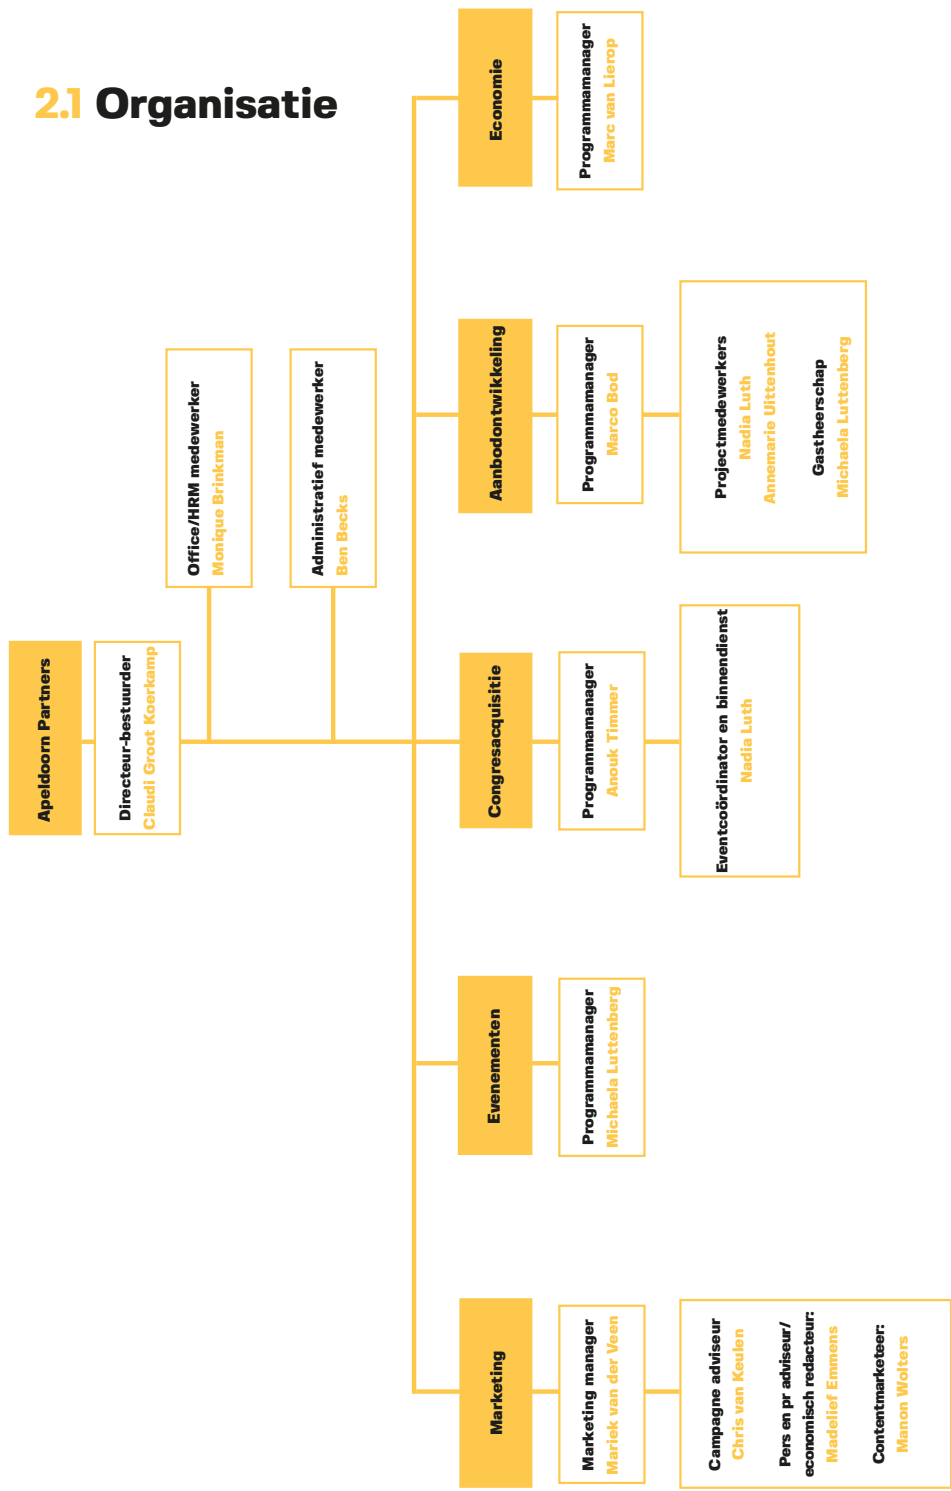 2.1 Organisatie
Apeldoorn Partners
Directeur-bestuurder
Claudi Groot Koerkamp
Office/HRM medewerker
Monique Brinkman
Administratief medewerker
Ben Becks
Marketing
Marketing manager
Mariek van der Veen
Campagne adviseur
Chris van Keulen
Pers en pr adviseur/
economisch redacteur:
Madelief Emmens
Contentmarketeer:
Manon Wolters
Evenementen
Programmamanager
Michaela Luttenberg
Congresacquisitie
Programmamanager
Anouk Timmer
Eventcoördinator en binnendienst
Nadia Luth
Aanbodontwikkeling
Programmamanager
Marco Bod
Projectmedewerkers
Nadia Luth
Annemarie Uittenhout
Gastheerschap
Michaela Luttenberg
Economie
Programmamanager
Marc van Lierop